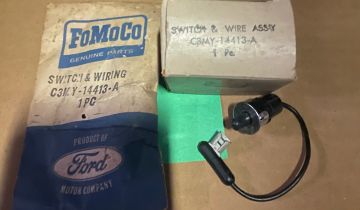 FoMoCo
GENUINE PARTS
SWITCH & WIRING
C3MY-14413-A
1 PC
PRODUCT OF
Ford
MOTOR COMPANY
SWITCH & WIRE ASSY
C3MY-14413-A
1 Pc